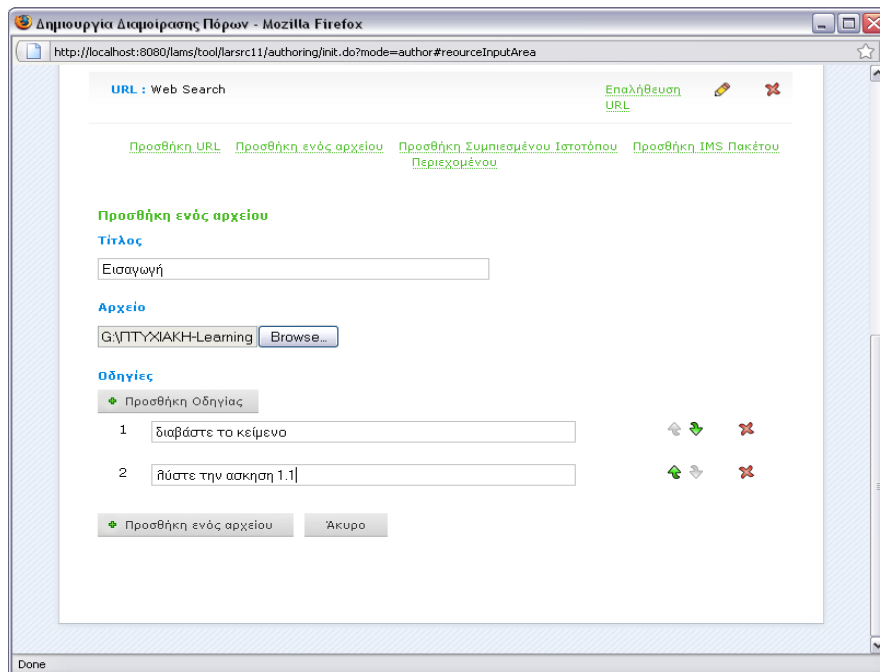 Δημιουργία Διαμοίρασης Πόρων - Mozilla Firefox
http://localhost:8080/lams/tool/larsrc11/authoring/init.do?mode=author#reourceInputArea
URL : Web Search Επαλήθευση
URL
Προσθήκη URL Προσθήκη ενός αρχείου Προσθήκη Συμπιεσμένου Ιστοτόπου Προσθήκη IMS Πακέτου
Περιεχομένου
Προσθήκη ενός αρχείου
Τίτλος
Εισαγωγή
Αρχείο
G:\ΠΤΥΧΙΑΚΗ-Learning Browse...
Οδηγίες
Προσθήκη Οδηγίας
1 διαβάστε το κείμενο
2 λύστε την ασκηση 1.1
Προσθήκη ενός αρχείου Άκυρο
Done